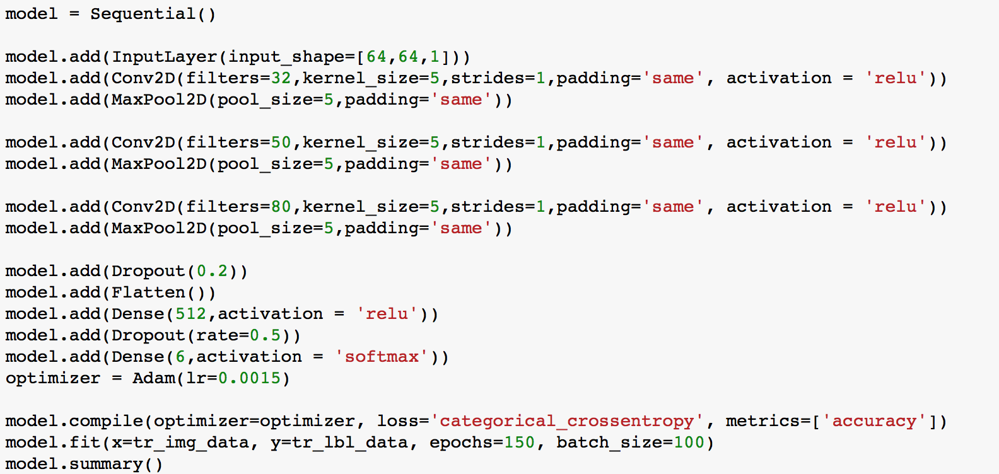 model = Sequential()
model.add(InputLayer(input_shape=[64,64,1]))
model.add(Conv2D(filters=32,kernel_size=5,strides=1,padding='same', activation = 'relu'))
model.add(MaxPool2D(pool_size=5,padding='same'))
model.add(Conv2D(filters=50,kernel_size=5,strides=1,padding='same', activation = 'relu'))
model.add(MaxPool2D(pool_size=5,padding='same'))
model.add(Conv2D(filters=80,kernel_size=5,strides=1,padding='same', activation = 'relu'))
model.add(MaxPool2D(pool_size=5,padding='same'))
model.add(Dropout(0.2))
model.add(Flatten())
model.add(Dense(512,activation = 'relu'))
model.add(Dropout(rate=0.5))
model.add(Dense(6,activation = 'softmax'))
optimizer = Adam(lr=0.0015)
model.compile(optimizer=optimizer, loss='categorical_crossentropy', metrics=['accuracy'])
model.fit(x=tr_img_data, y=tr_lbl_data, epochs=150, batch_size=100)
model.summary()